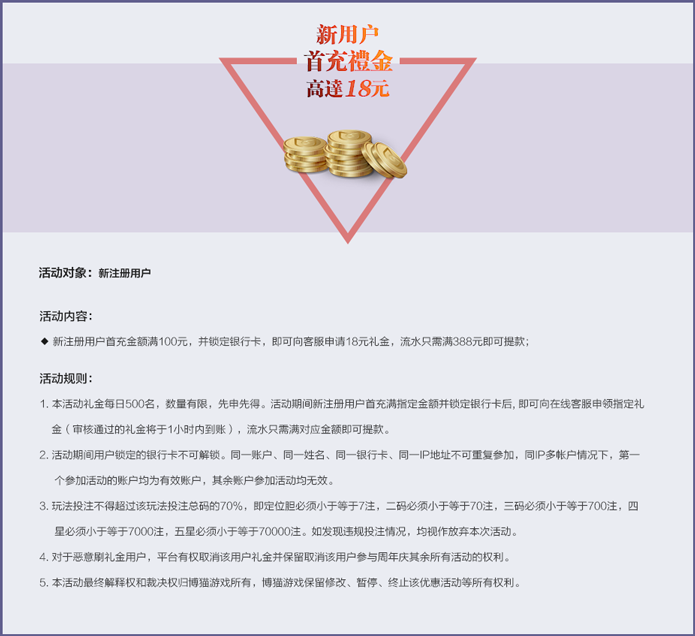 新用户
首充禮金
高達18元
活动对象：新注册用户
活动内容：
◆ 新注册用户首充金额满100元，并锁定银行卡，即可向客服申请18元礼金，流水只需满388元即可提款；
活动规则：
1. 本活动礼金每日500名，数量有限，先申先得。活动期间新注册用户首充满指定金额并锁定银行卡后, 即可向在线客服申领指定礼
金（审核通过的礼金将于1小时内到账），流水只需满对应金额即可提款。
2. 活动期间用户锁定的银行卡不可解锁。同一账户、同一姓名、同一银行卡、同一IP地址不可重复参加，同IP多帐户情况下，第一
个参加活动的账户均为有效账户，其余账户参加活动均无效。
3. 玩法投注不得超过该玩法投注总码的70%，即定位胆必须小于等于7注，二码必须小于等于70注，三码必须小于等于700注，四
星必须小于等于7000注，五星必须小于等于70000注。如发现违规投注情况，均视作放弃本次活动。
4. 对于恶意刷礼金用户，平台有权取消该用户礼金并保留取消该用户参与周年庆其余所有活动的权利。
5. 本活动最终解释权和裁决权归博猫游戏所有，博猫游戏保留修改、暂停、终止该优惠活动等所有权利。